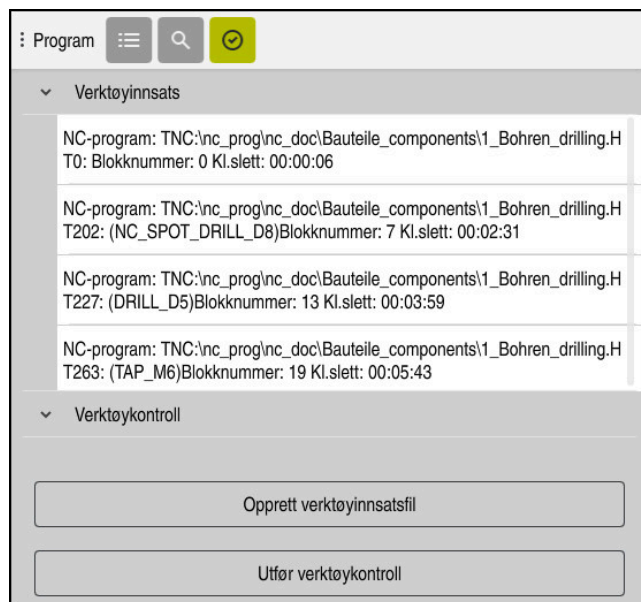 Program
Verktøyinnsats
NC-program: TNC:\nc_prog\nc_doc\Bauteile_components\1_Bohren_drilling.H
T0: Blokknummer: 0 Kl.slett: 00:00:06
NC-program: TNC:\nc_prog\nc_doc\Bauteile_components\1_Bohren_drilling.H
T202: (NC_SPOT_DRILL_D8)Blokknummer: 7 Kl.slett: 00:02:31
NC-program: TNC:\nc_prog\nc_doc\Bauteile_components\1_Bohren_drilling.H
T227: (DRILL_D5)Blokknummer: 13 Kl.slett: 00:03:59
NC-program: TNC:\nc_prog\nc_doc\Bauteile_components\1_Bohren_drilling.H
T263: (TAP_M6)Blokknummer: 19 Kl.slett: 00:05:43
Verktøykontroll
Opprett verktøyinnsatsfil
Utfør verktøykontroll